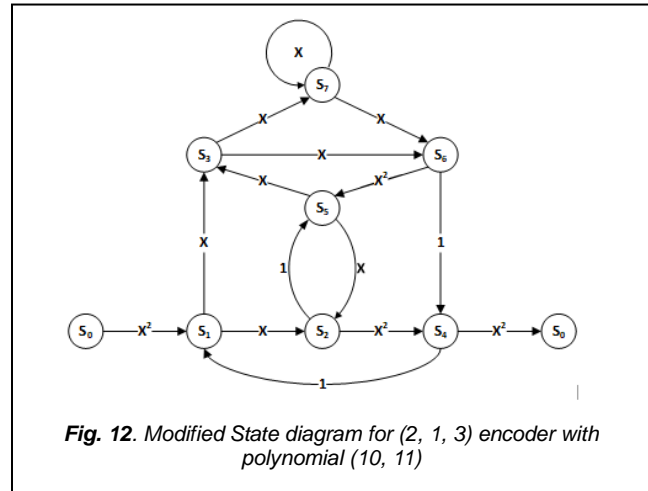 X
S₇
X X
S₃ X S₆
X X²
S₅
X 1 X 1
S₀ X² S₁ X S₂ X² S₄ X² S₀
1
Fig. 12. Modified State diagram for (2, 1, 3) encoder with
polynomial (10, 11)